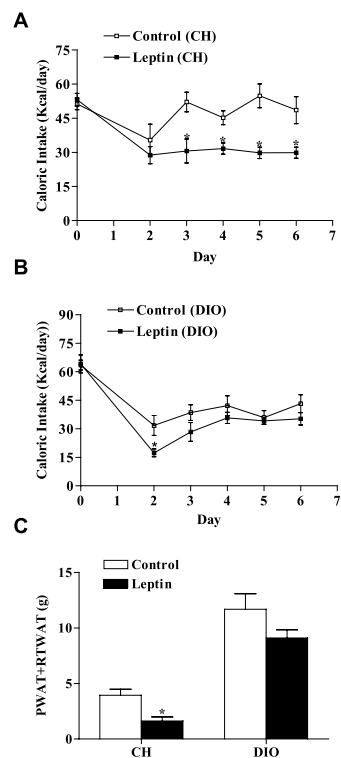 A
Control (CH)
Leptin (CH)
Caloric Intake (Kcal/day)
75
60
45
30
15
0
*
*
*
*
0 1 2 3 4 5 6 7
Day
B
Control (DIO)
Leptin (DIO)
Caloric Intake (Kcal/day))
90
75
60
45
30
15
0
*
0 1 2 3 4 5 6 7
Day
C
Control
Leptin
PWAT+RTWAT (g)
15
10
5
0
*
CH DIO